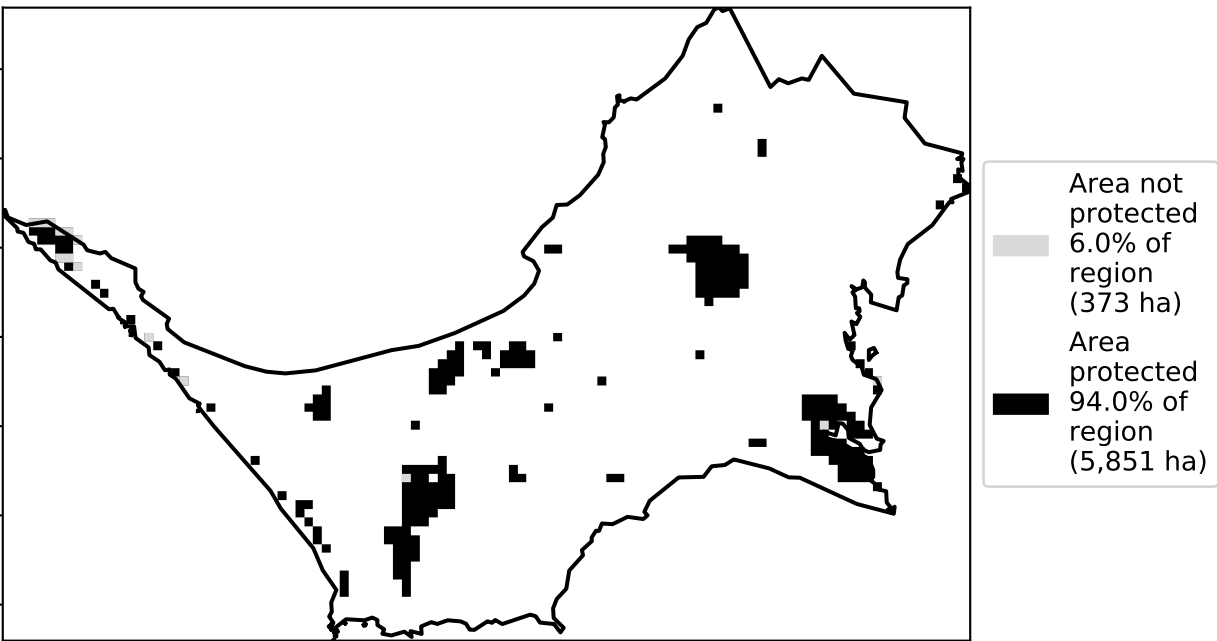 Area not
protected
6.0% of
region
(373 ha)
Area
protected
94.0% of
region
(5,851 ha)